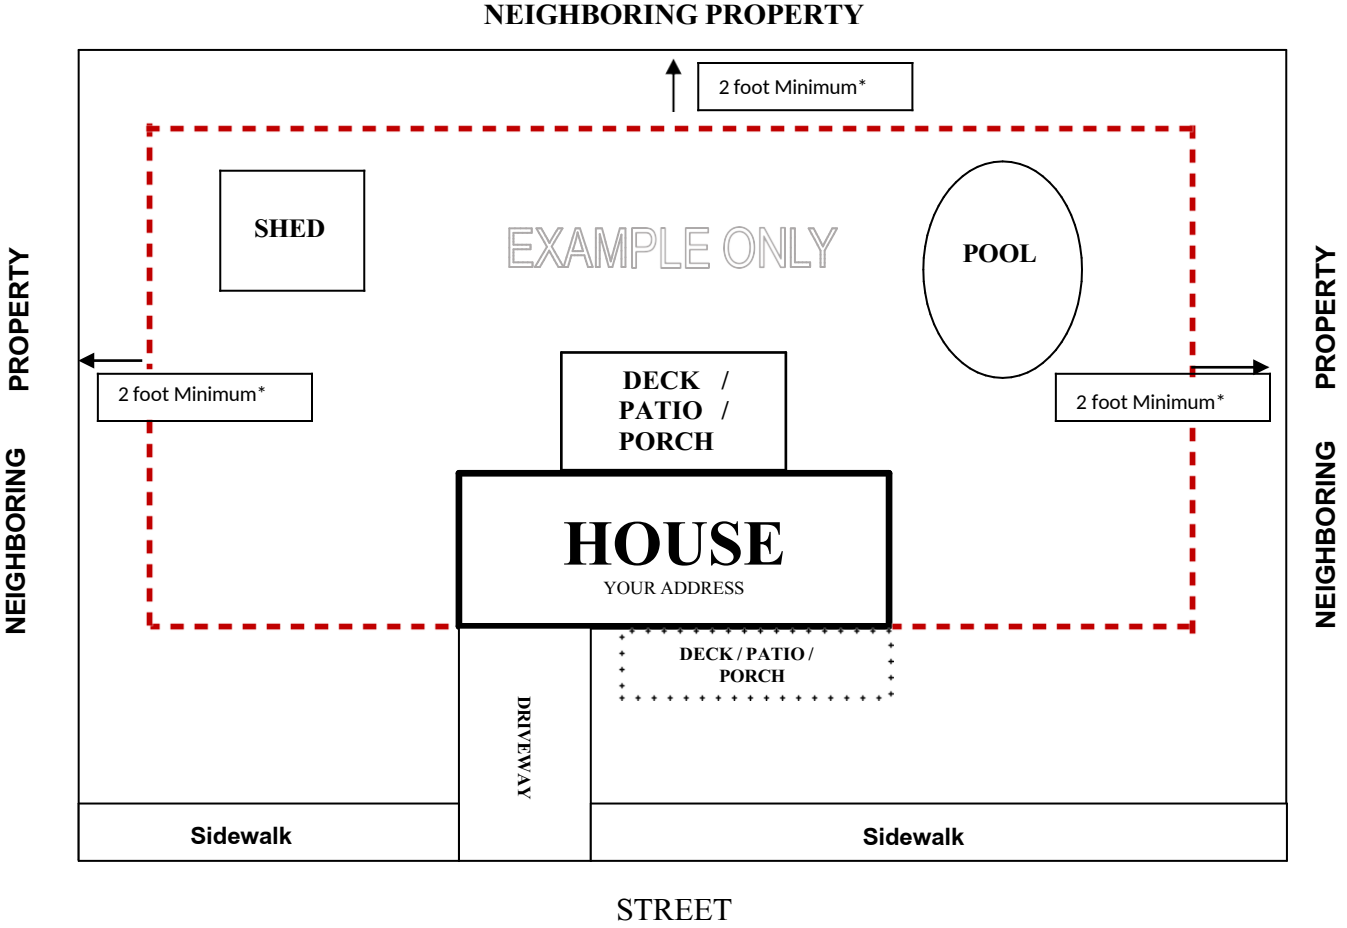 NEIGHBORING PROPERTY
2 foot Minimum*
SHED
EXAMPLE ONLY
POOL
NEIGHBORING PROPERTY
NEIGHBORING PROPERTY
2 foot Minimum*
2 foot Minimum*
DECK /
PATIO /
PORCH
HOUSE
YOUR ADDRESS
DECK / PATIO /
PORCH
DRIVEWAY
Sidewalk
Sidewalk
STREET